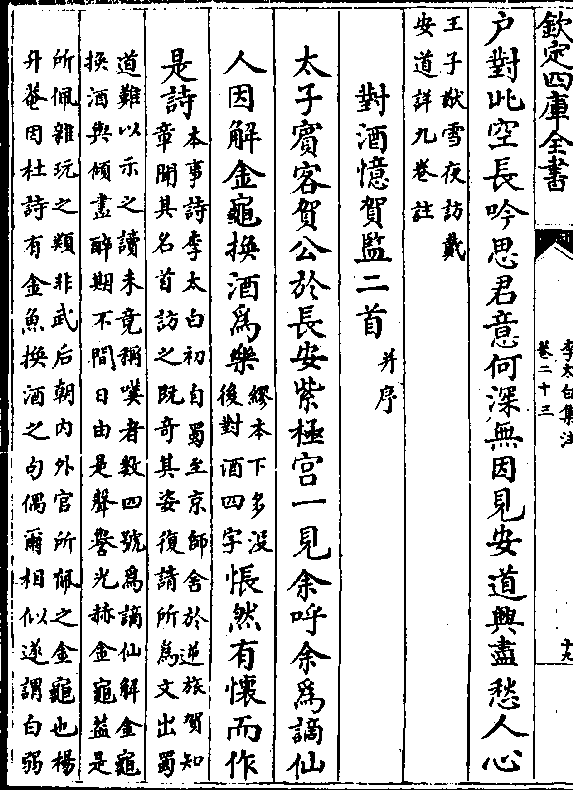 欽定四庫全書
李太白集注
卷二十三
十九
户對此空長吟思君意何深無因見安道興盡愁人心
王子猷雪夜訪戴
安道詳九卷註
對酒憶賀監二首
并序
太子賓客賀公於長安紫極宫一見余呼余為謫仙
人因解金龜換酒為樂
繆本下多没
後對酒四字
悵然有懷而作
是詩
本事詩李太白初自蜀至京師舍於逆旅賀知
章聞其名首訪之既奇其姿復請所為文出蜀
道難以示之讀未竟稱嘆者數四號為謫仙解金龜
換酒與傾盡醉期不間日由是聲譽光赫金龜葢是
所佩雜玩之類非武后朝内外官所佩之金龜也楊
升菴因杜詩有金魚換酒之句偶爾相似遂謂白弱